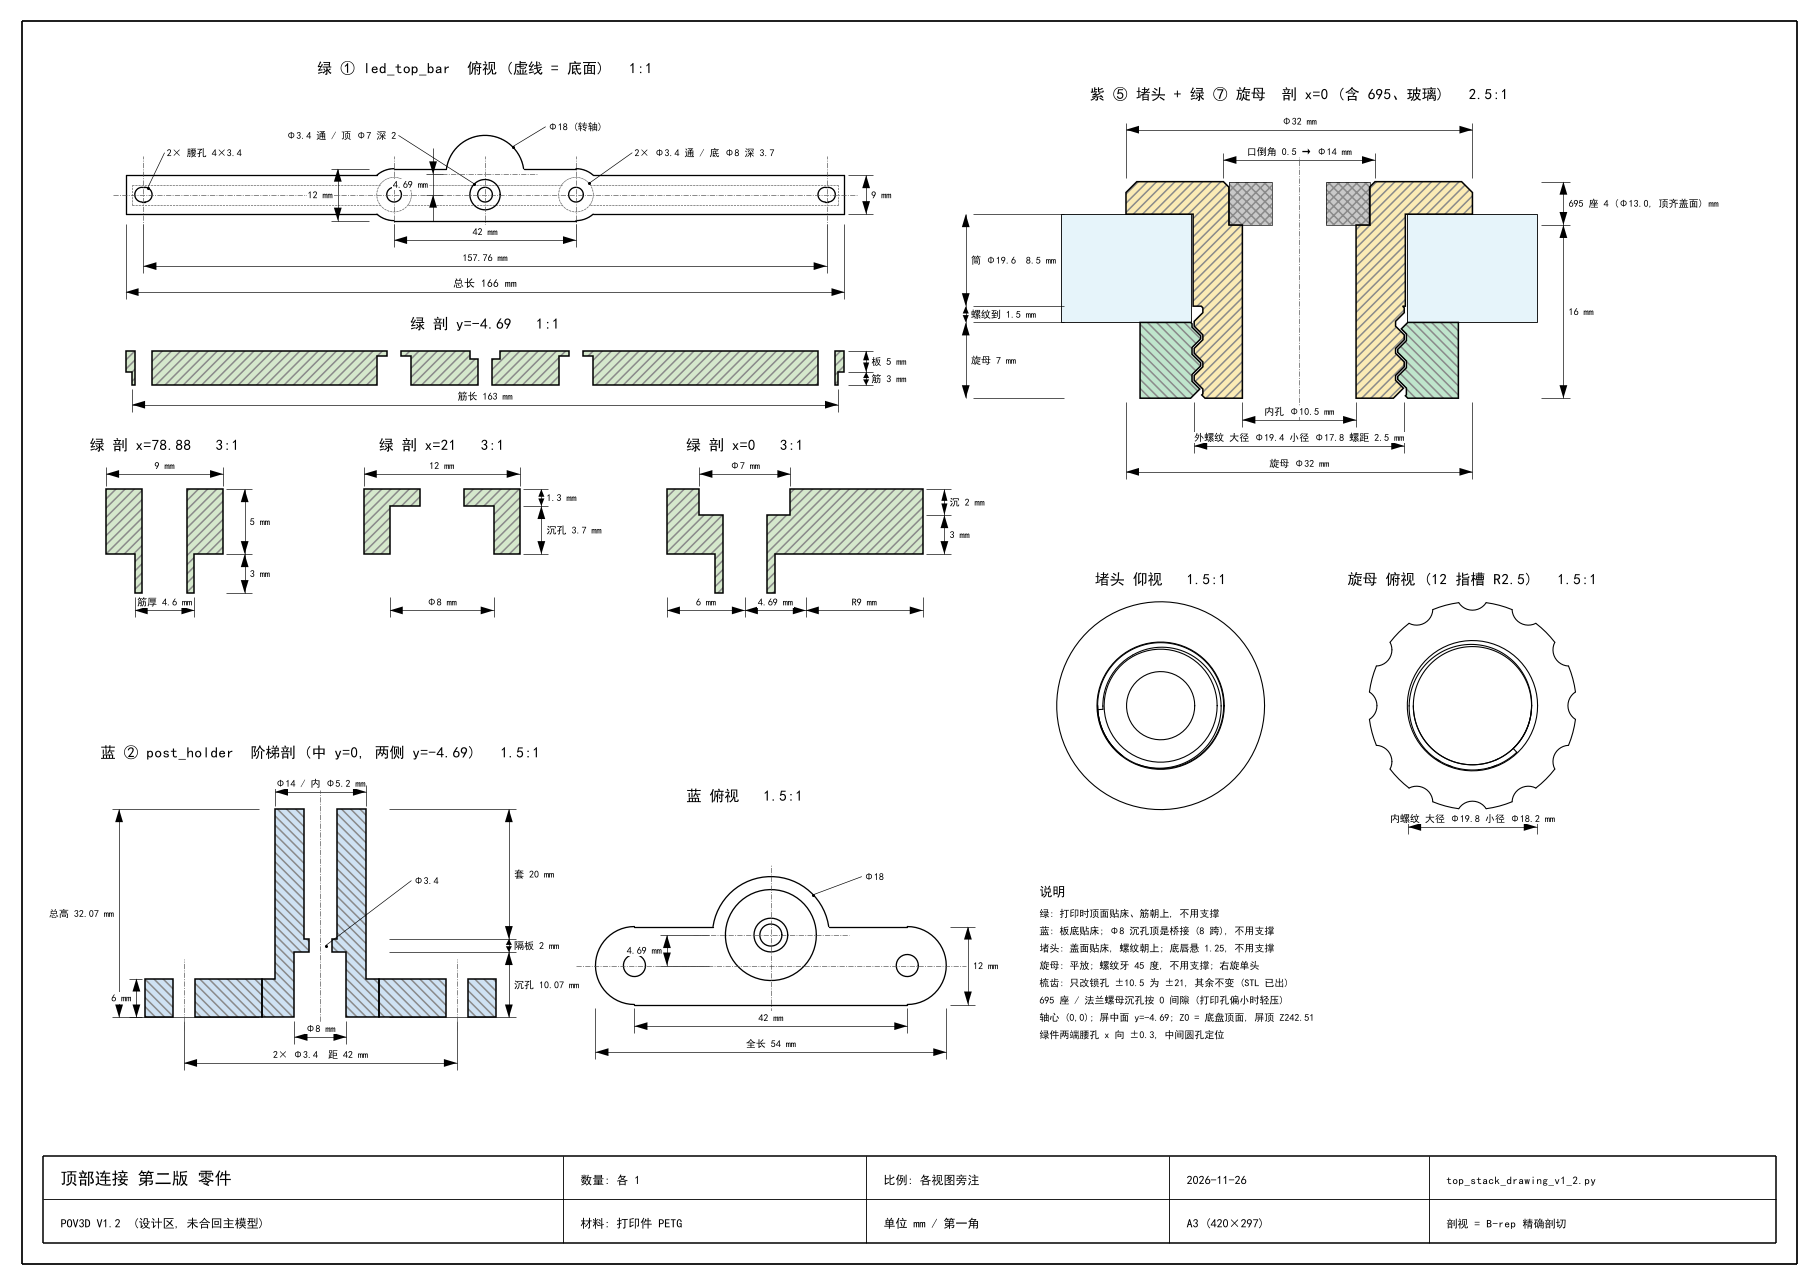 绿 ① led_top_bar 俯视 (虚线 = 底面) 1:1
Φ18 (转轴)
Φ3.4 通 / 顶 Φ7 深 2
2× 腰孔 4×3.4
2× Φ3.4 通 / 底 Φ8 深 3.7
4.69 mm
12 mm
9 mm
42 mm
157.76 mm
总长 166 mm
绿 剖 y=-4.69 1:1
板 5 mm
筋 3 mm
筋长 163 mm
绿 剖 x=78.88 3:1
9 mm
5 mm
3 mm
筋厚 4.6 mm
绿 剖 x=21 3:1
12 mm
1.3 mm
沉孔 3.7 mm
Φ8 mm
绿 剖 x=0 3:1
Φ7 mm
沉 2 mm
3 mm
6 mm
4.69 mm
R9 mm
紫 ⑤ 堵头 + 绿 ⑦ 旋母 剖 x=0 (含 695、玻璃) 2.5:1
Φ32 mm
口倒角 0.5 → Φ14 mm
695 座 4 (Φ13.0, 顶齐盖面) mm
筒 Φ19.6 8.5 mm
螺纹到 1.5 mm
16 mm
旋母 7 mm
内孔 Φ10.5 mm
外螺纹 大径 Φ19.4 小径 Φ17.8 螺距 2.5 mm
旋母 Φ32 mm
堵头 仰视 1.5:1
旋母 俯视 (12 指槽 R2.5) 1.5:1
内螺纹 大径 Φ19.8 小径 Φ18.2 mm
蓝 ② post_holder 阶梯剖 (中 y=0, 两侧 y=-4.69) 1.5:1
Φ14 / 内 Φ5.2 mm
套 20 mm
Φ3.4
总高 32.07 mm
隔板 2 mm
沉孔 10.07 mm
6 mm
Φ8 mm
2× Φ3.4 距 42 mm
蓝 俯视 1.5:1
Φ18
4.69 mm
12 mm
42 mm
全长 54 mm
说明
绿: 打印时顶面贴床、筋朝上, 不用支撑
蓝: 板底贴床; Φ8 沉孔顶是桥接 (8 跨), 不用支撑
堵头: 盖面贴床, 螺纹朝上; 底唇悬 1.25, 不用支撑
旋母: 平放; 螺纹牙 45 度, 不用支撑; 右旋单头
梳齿: 只改锁孔 ±10.5 为 ±21, 其余不变 (STL 已出)
695 座 / 法兰螺母沉孔按 0 间隙 (打印孔偏小时轻压)
轴心 (0,0); 屏中面 y=-4.69; Z0 = 底盘顶面, 屏顶 Z242.51
绿件两端腰孔 x 向 ±0.3, 中间圆孔定位
顶部连接 第二版 零件
数量: 各 1
比例: 各视图旁注
2026-11-26
top_stack_drawing_v1_2.py
POV3D V1.2 (设计区, 未合回主模型)
材料: 打印件 PETG
单位 mm / 第一角
A3 (420×297)
剖视 = B-rep 精确剖切